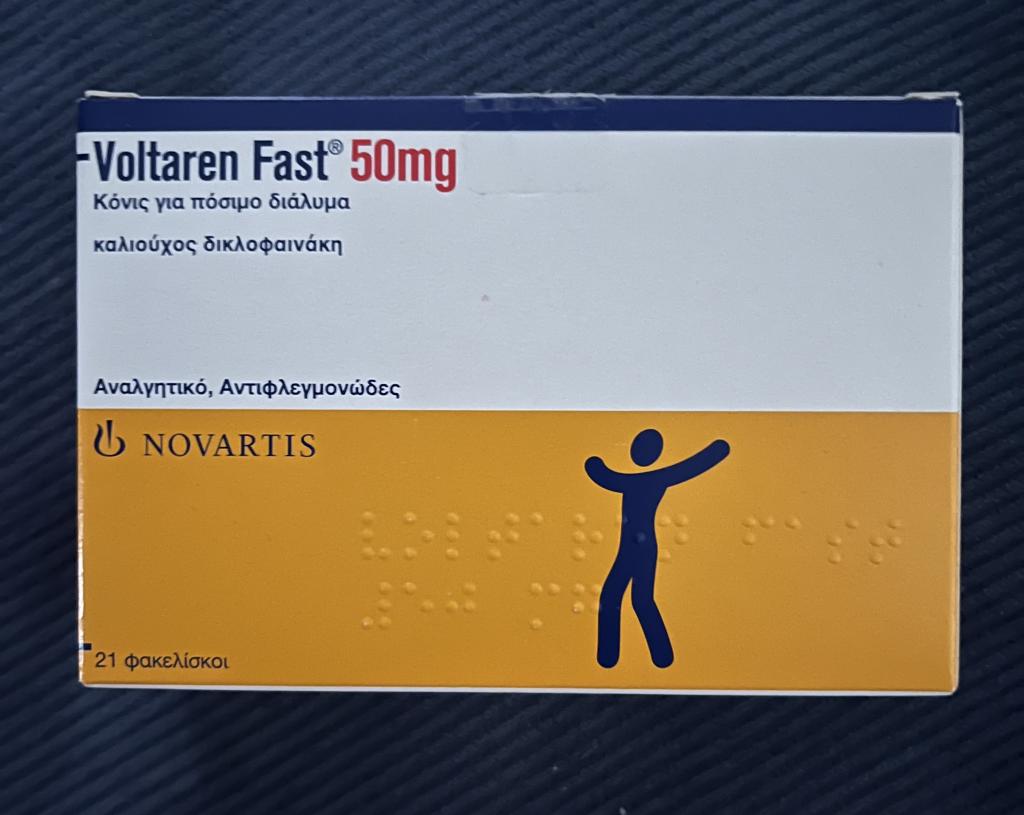 Voltaren Fast® 50mg
Κόνις για πόσιμο διάλυμα
καλιούχος δικλοφαινάκη
Αναλγητικό, Αντιφλεγμονώδες
NOVARTIS
21 φακελίσκοι